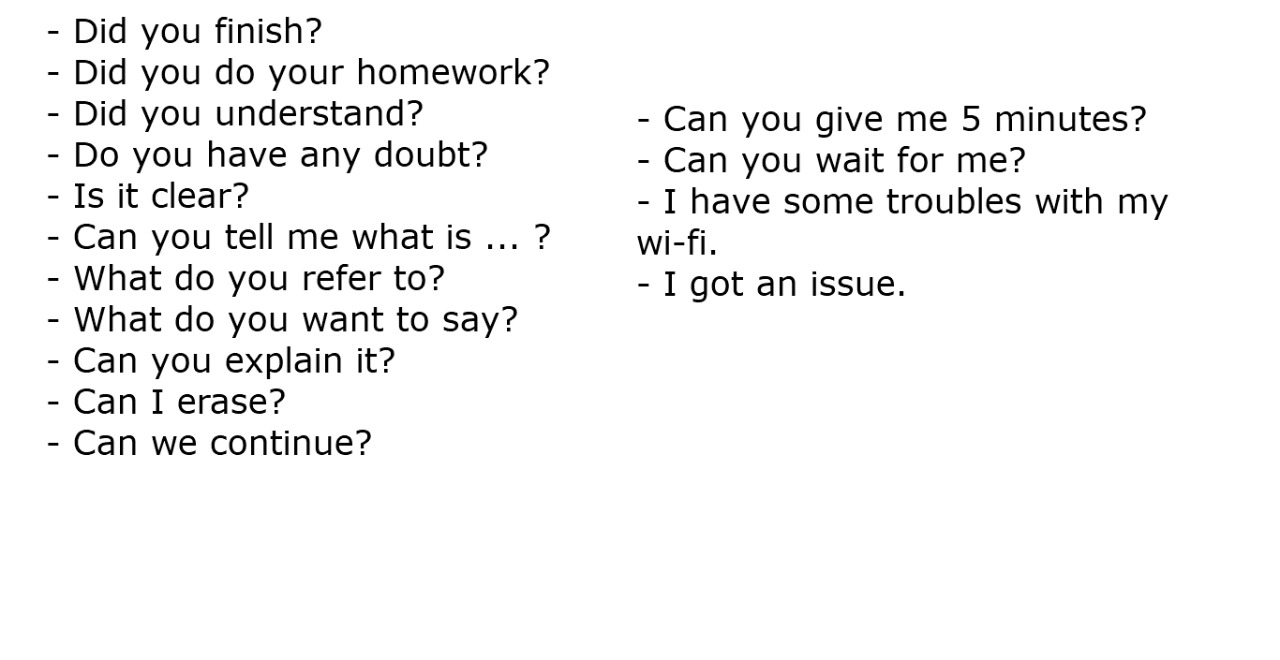 - Did you finish?
- Did you do your homework?
- Did you understand?
- Do you have any doubt?
- Is it clear?
- Can you tell me what is ... ?
- What do you refer to?
- What do you want to say?
- Can you explain it?
- Can I erase?
- Can we continue?
- Can you give me 5 minutes?
- Can you wait for me?
- I have some troubles with my
wi-fi.
- I got an issue.